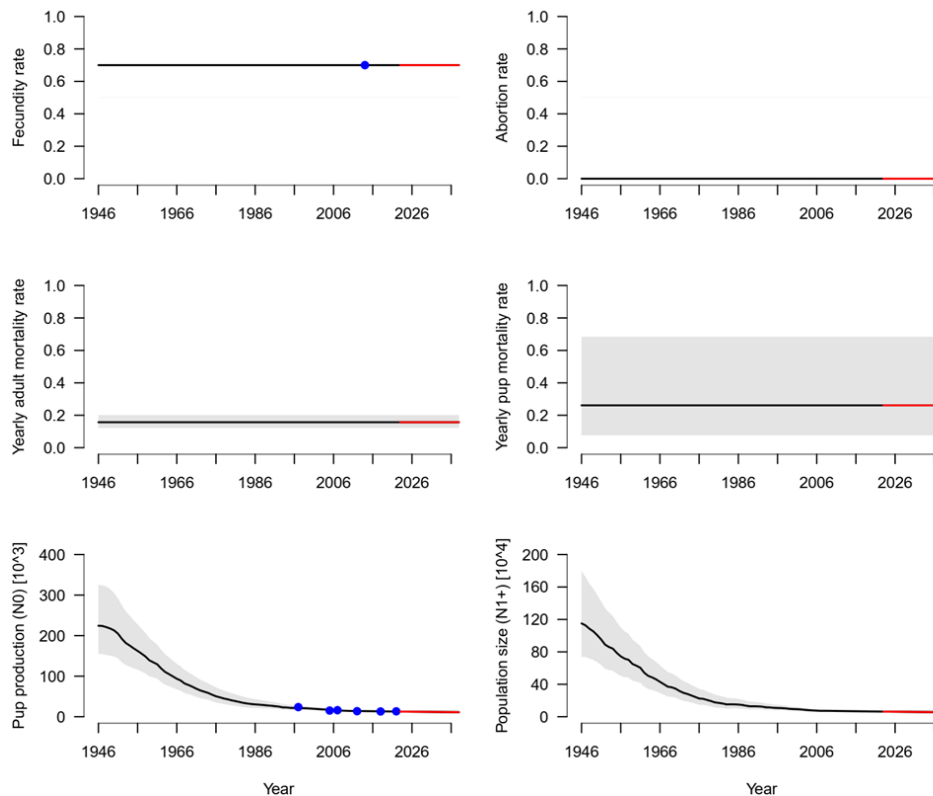 Fecundity rate
1.0
0.8
0.6
0.4
0.2
0.0
1946 1966 1986 2006 2026
Abortion rate
1.0
0.8
0.6
0.4
0.2
0.0
1946 1966 1986 2006 2026
Yearly adult mortality rate
1.0
0.8
0.6
0.4
0.2
0.0
1946 1966 1986 2006 2026
Yearly pup mortality rate
1.0
0.8
0.6
0.4
0.2
0.0
1946 1966 1986 2006 2026
Pup production (N0) [10^3]
400
300
200
100
0
1946 1966 1986 2006 2026
Year
Population size (N1+) [10^4]
200
160
120
80
40
0
1946 1966 1986 2006 2026
Year